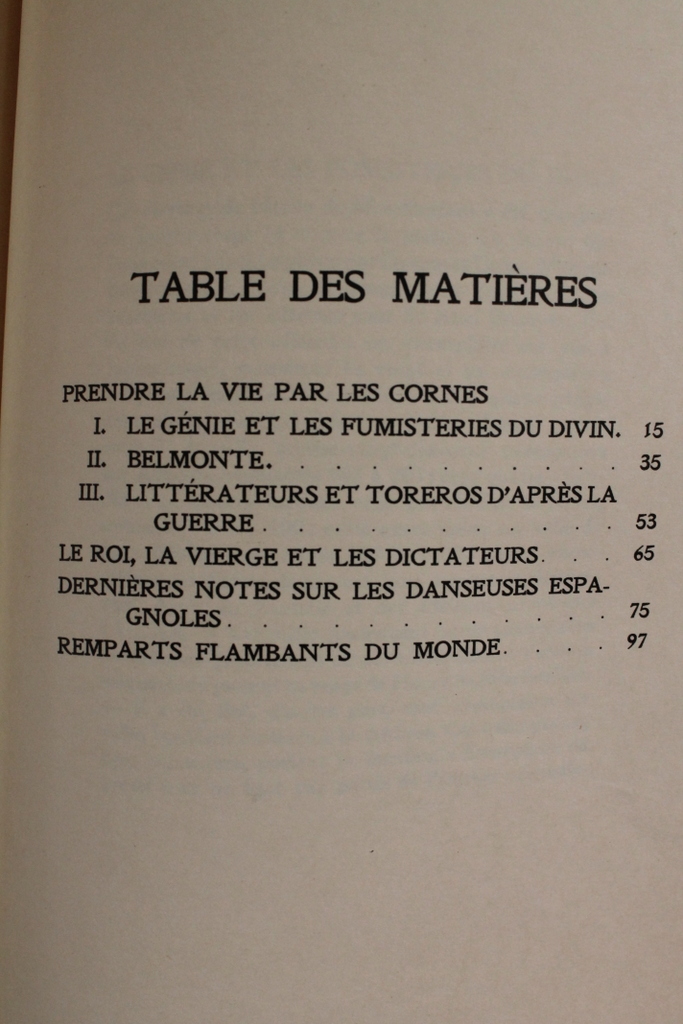 TABLE DES MATIÈRES
PRENDRE LA VIE PAR LES CORNES
I. LE GÉNIE ET LES FUMISTERIES DU DIVIN. 15
II. BELMONTE. . . . . . . . . . . 35
III. LITTÉRATEURS ET TOREROS D'APRÈS LA
GUERRE . . . . . . . . . . . 53
LE ROI, LA VIERGE ET LES DICTATEURS. . . 65
DERNIÈRES NOTES SUR LES DANSEUSES ESPA-
GNOLES. . . . . . . . . . . . 75
REMPARTS FLAMBANTS DU MONDE. . . . . 97